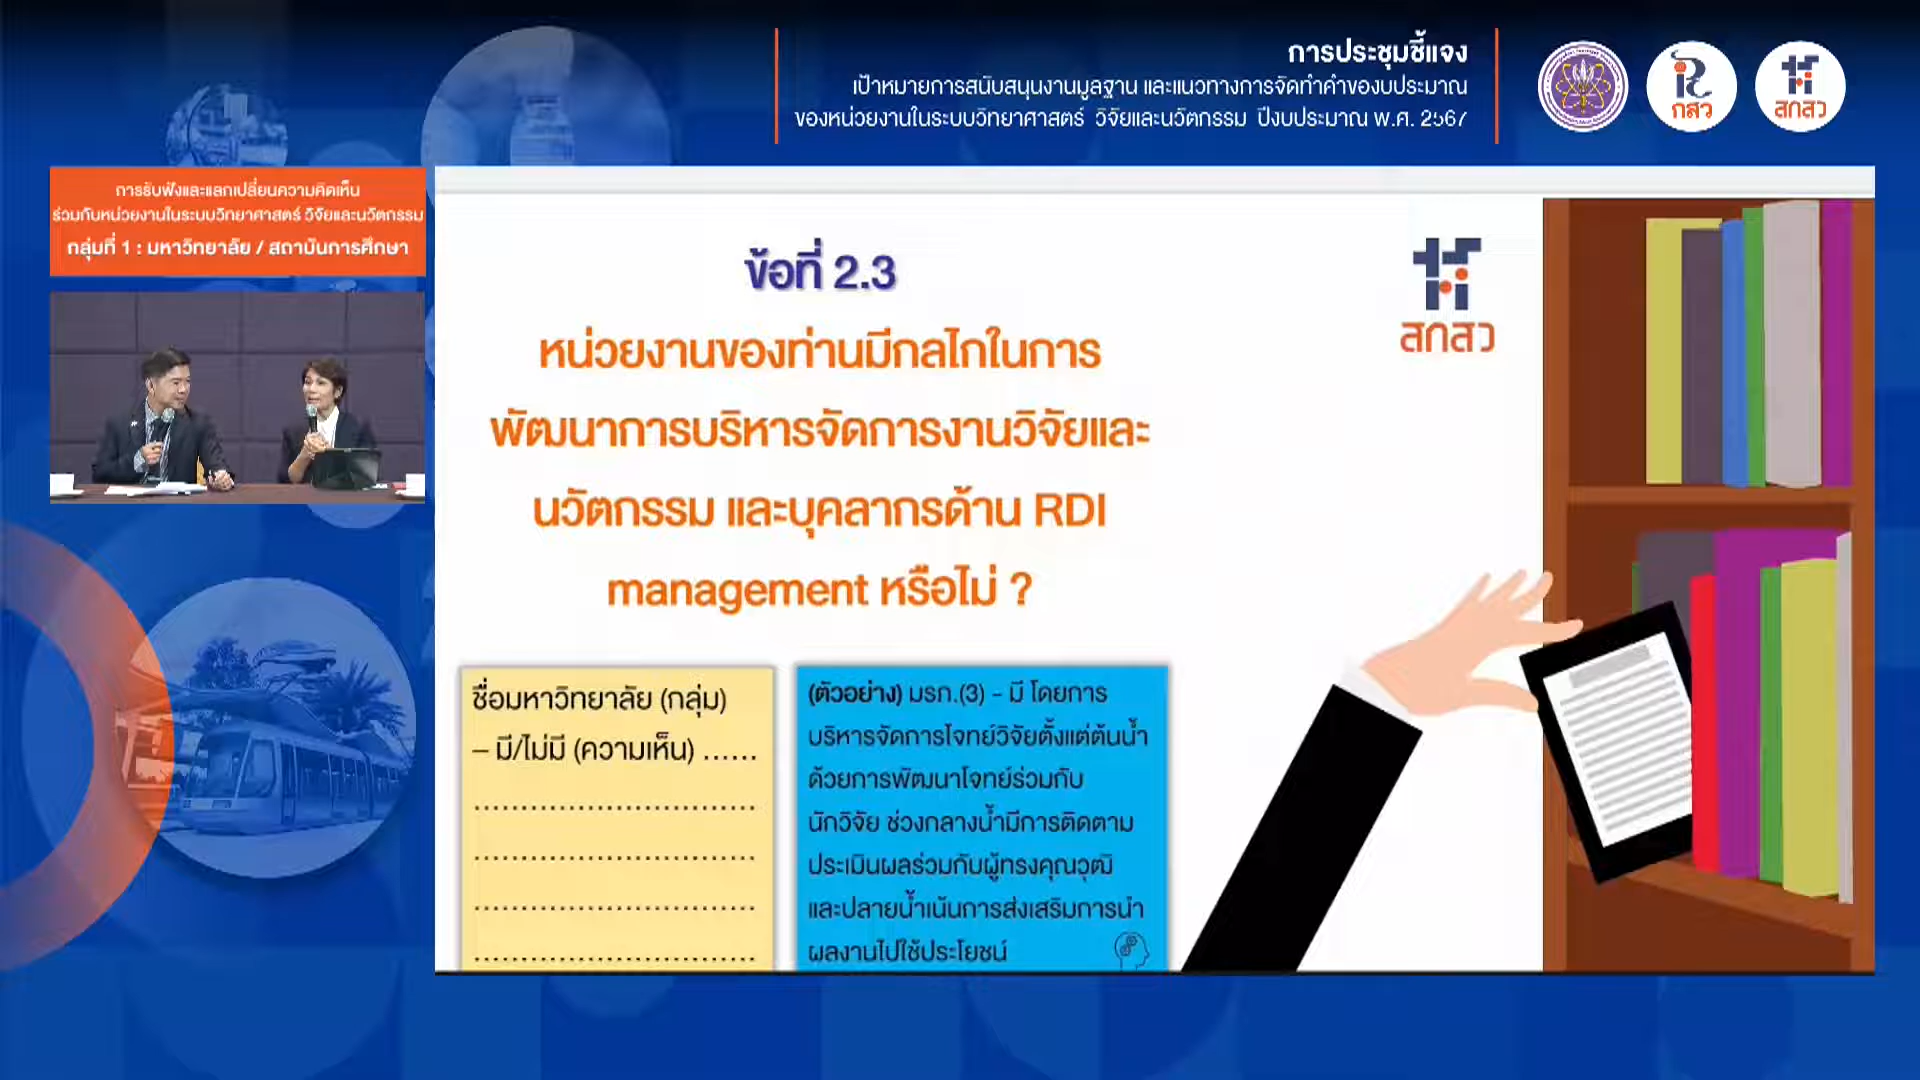 การประชุมชี้แจง
เป้าหมายการสนับสนุนงานมูลฐาน และแนวทางการจัดทำคำของบประมาณ
ของหน่วยงานในระบบวิทยาศาสตร์ วิจัยและนวัตกรรม ปีงบประมาณ พ.ศ. 2567
กสว
สกสว
การรับฟังและแลกเปลี่ยนความคิดเห็น
ร่วมกับหน่วยงานในระบบวิทยาศาสตร์ วิจัยและนวัตกรรม
กลุ่มที่ 1 : มหาวิทยาลัย / สถาบันการศึกษา
ข้อที่ 2.3
สกสว
หน่วยงานของท่านมีกลไกในการ
พัฒนาการบริหารจัดการงานวิจัยและ
นวัตกรรม และบุคลากรด้าน RDI
management หรือไม่ ?
ชื่อมหาวิทยาลัย (กลุ่ม)
– มี/ไม่มี (ความเห็น) ......
..............................
..............................
..............................
..............................
(ตัวอย่าง) มรภ.(3) - มี โดยการ
บริหารจัดการโจทย์วิจัยตั้งแต่ต้นน้ำ
ด้วยการพัฒนาโจทย์ร่วมกับ
นักวิจัย ช่วงกลางน้ำมีการติดตาม
ประเมินผลร่วมกับผู้ทรงคุณวุฒิ
และปลายน้ำเน้นการส่งเสริมการนำ
ผลงานไปใช้ประโยชน์